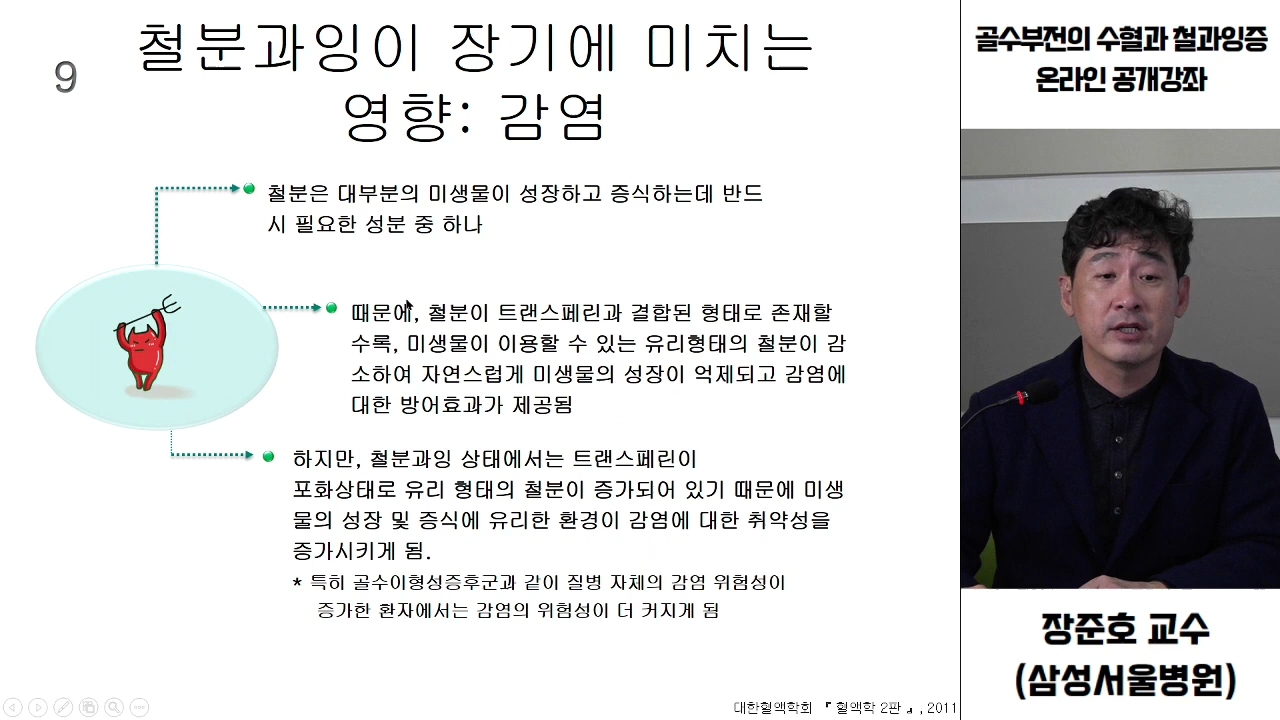 9
철분과잉이 장기에 미치는
영향: 감염
철분은 대부분의 미생물이 성장하고 증식하는데 반드
시 필요한 성분 중 하나
때문에, 철분이 트랜스페린과 결합된 형태로 존재할
수록, 미생물이 이용할 수 있는 유리형태의 철분이 감
소하여 자연스럽게 미생물의 성장이 억제되고 감염에
대한 방어효과가 제공됨
하지만, 철분과잉 상태에서는 트랜스페린이
포화상태로 유리 형태의 철분이 증가되어 있기 때문에 미생
물의 성장 및 증식에 유리한 환경이 감염에 대한 취약성을
증가시키게 됨.
* 특히 골수이형성증후군과 같이 질병 자체의 감염 위험성이
증가한 환자에서는 감염의 위험성이 더 커지게 됨
대한혈액학회 『혈액학 2판』, 2011
골수부전의 수혈과 철과잉증
온라인 공개강좌
장준호 교수
(삼성서울병원)